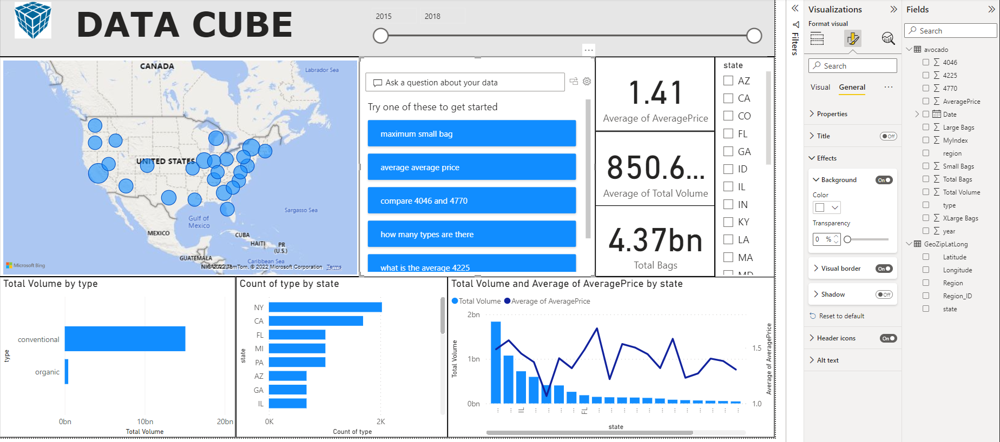 DATA CUBE
2015
2018
CANADA
Labrador Sea
UNITED STATES
Sargasso Sea
Gulf of
Mexico
MEXICO
CUBA
HAITI
PR
(U.S.)
GUATEMALA
Caribbean Sea
Microsoft Bing
© 2022 TomTom, © 2022 Microsoft Corporation Terms
Ask a question about your data
Try one of these to get started
maximum small bag
average average price
compare 4046 and 4770
how many types are there
what is the average 4225
1.41
Average of AveragePrice
850.6...
Average of Total Volume
4.37bn
Total Bags
state
AZ
CA
CO
FL
GA
ID
IL
IN
KY
LA
MA
MD
Total Volume by type
type
conventional
organic
0bn
10bn
20bn
Total Volume
Count of type by state
state
NY
CA
FL
MI
PA
AZ
GA
IL
0K
2K
Count of type
Total Volume and Average of AveragePrice by state
Total Volume
Average of AveragePrice
Total Volume
2bn
1bn
0bn
IL
FL
1.5
1.0
Average of AveragePrice
state
Filters
Visualizations
Format visual
Search
Visual
General
...
Properties
Title
Off
Effects
Background
On
Color
Transparency
0 %
Visual border
On
Shadow
Off
Reset to default
Header icons
On
Alt text
Fields
Search
avocado
4046
4225
4770
AveragePrice
Date
Large Bags
MyIndex
region
Small Bags
Total Bags
Total Volume
type
XLarge Bags
year
GeoZipLatLong
Latitude
Longitude
Region
Region_ID
state